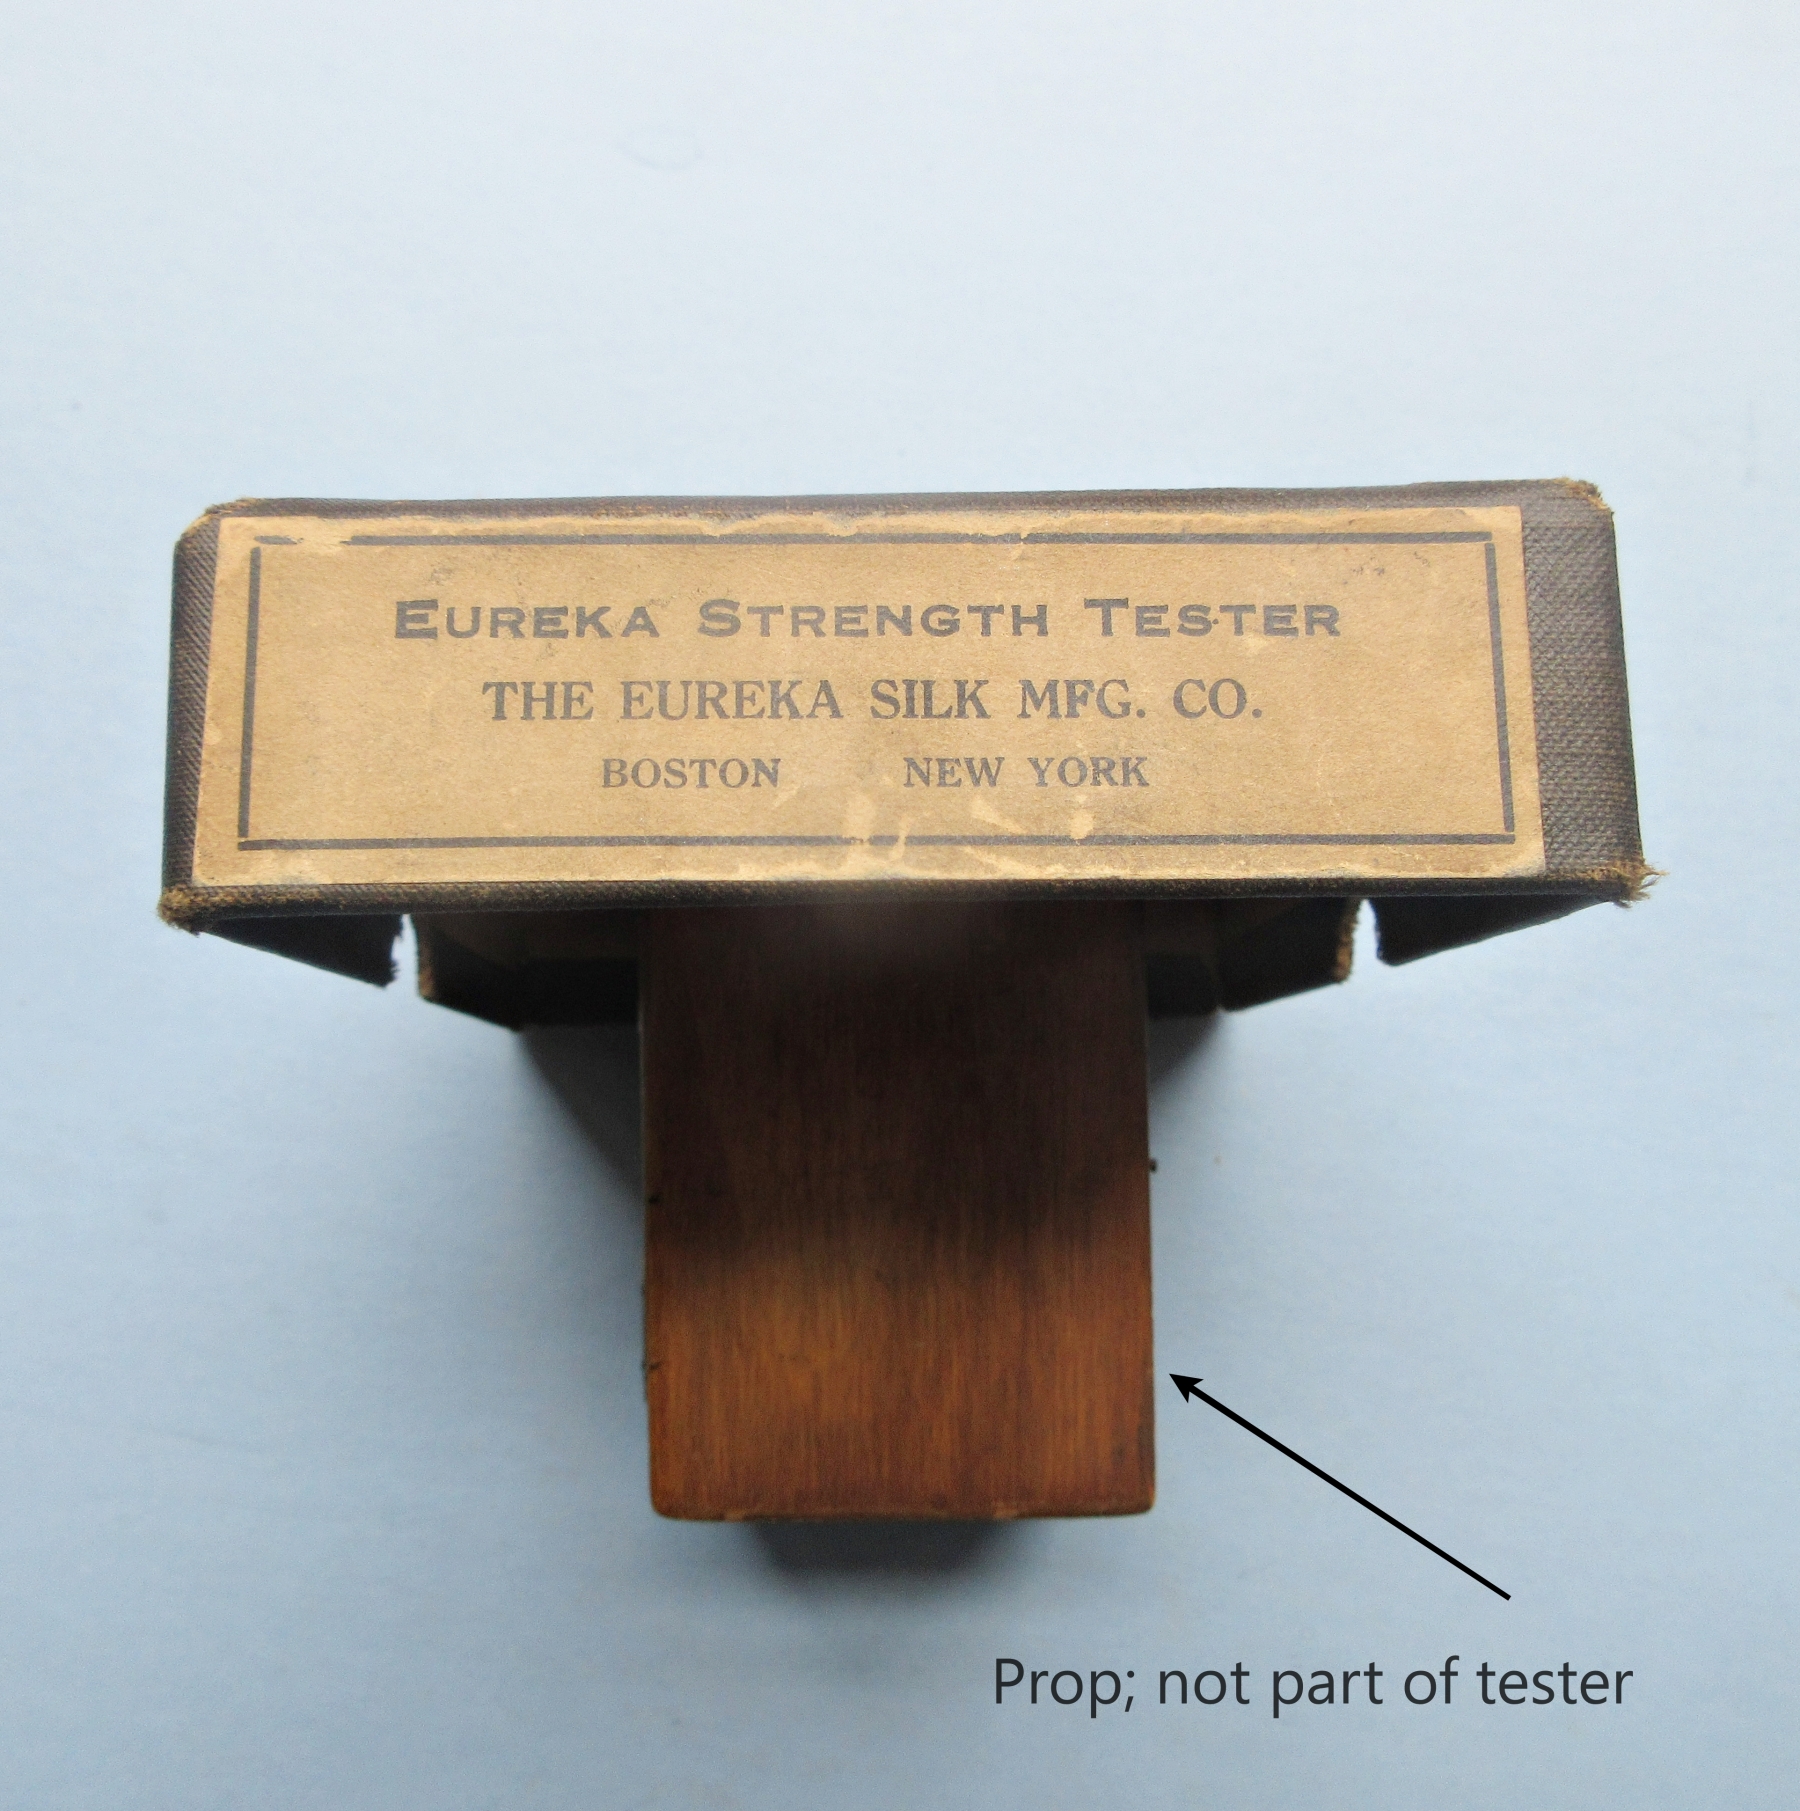 EUREKA STRENGTH TESTER
THE EUREKA SILK MFG. CO.
BOSTON NEW YORK
Prop; not part of tester